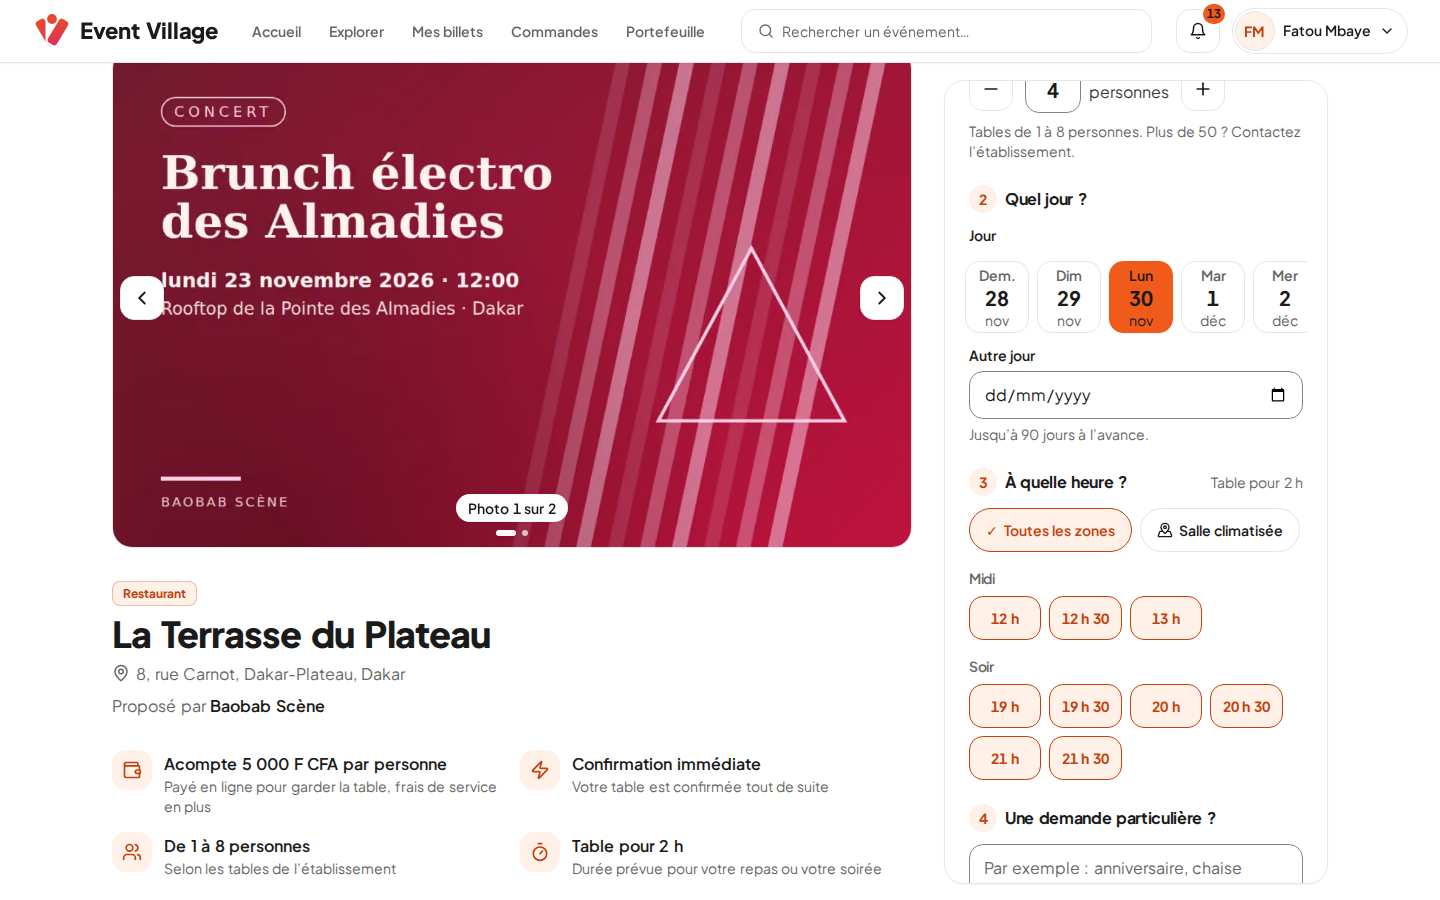 Event Village
Accueil
Explorer
Mes billets
Commandes
Portefeuille
Rechercher un événement…
13
FM
Fatou Mbaye
CONCERT
Brunch électro
des Almadies
lundi 23 novembre 2026 · 12:00
Rooftop de la Pointe des Almadies · Dakar
BAOBAB SCÈNE
Photo 1 sur 2
Restaurant
La Terrasse du Plateau
8, rue Carnot, Dakar-Plateau, Dakar
Proposé par Baobab Scène
Acompte 5 000 F CFA par personne
Payé en ligne pour garder la table, frais de service
en plus
Confirmation immédiate
Votre table est confirmée tout de suite
De 1 à 8 personnes
Selon les tables de l'établissement
Table pour 2 h
Durée prévue pour votre repas ou votre soirée
4 personnes
Tables de 1 à 8 personnes. Plus de 50 ? Contactez
l'établissement.
2 Quel jour ?
Jour
Dem. 28 nov
Dim 29 nov
Lun 30 nov
Mar 1 déc
Mer 2 déc
Autre jour
dd/mm/yyyy
Jusqu'à 90 jours à l'avance.
3 À quelle heure ? Table pour 2 h
✓ Toutes les zones
Salle climatisée
Midi
12 h 12 h 30 13 h
Soir
19 h 19 h 30 20 h 20 h 30
21 h 21 h 30
4 Une demande particulière ?
Par exemple : anniversaire, chaise